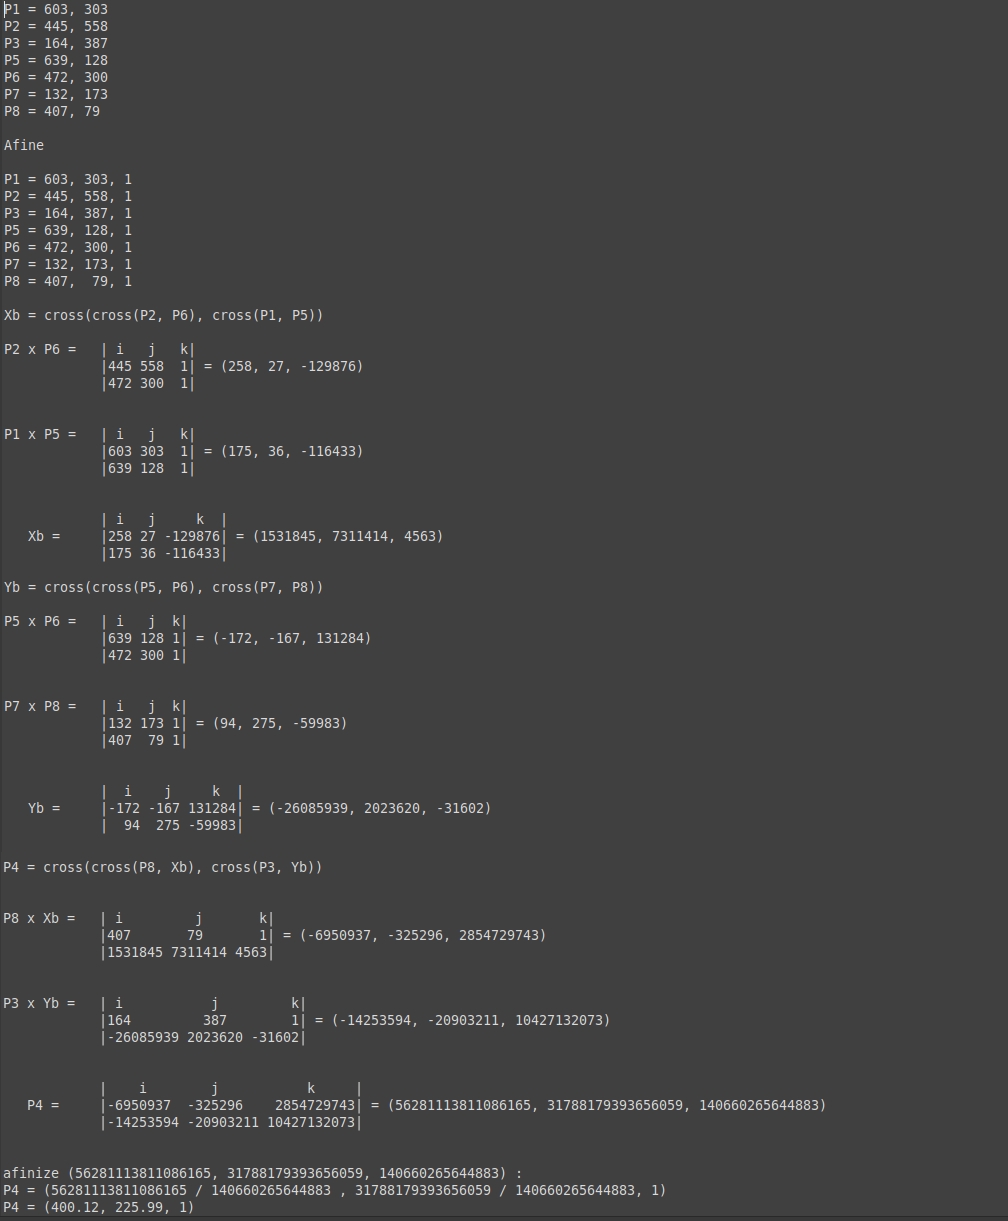 P1 = 603, 303
P2 = 445, 558
P3 = 164, 387
P5 = 639, 128
P6 = 472, 300
P7 = 132, 173
P8 = 407, 79
Afine
P1 = 603, 303, 1
P2 = 445, 558, 1
P3 = 164, 387, 1
P5 = 639, 128, 1
P6 = 472, 300, 1
P7 = 132, 173, 1
P8 = 407,  79, 1
Xb = cross(cross(P2, P6), cross(P1, P5))
P2 x P6 =   | i   j   k|
            |445 558  1| = (258, 27, -129876)
            |472 300  1|
P1 x P5 =   | i   j   k|
            |603 303  1| = (175, 36, -116433)
            |639 128  1|
            | i   j     k  |
   Xb =     |258 27 -129876| = (1531845, 7311414, 4563)
            |175 36 -116433|
Yb = cross(cross(P5, P6), cross(P7, P8))
P5 x P6 =   | i   j  k|
            |639 128 1| = (-172, -167, 131284)
            |472 300 1|
P7 x P8 =   | i   j  k|
            |132 173 1| = (94, 275, -59983)
            |407  79 1|
            |  i    j     k  |
   Yb =     |-172 -167 131284| = (-26085939, 2023620, -31602)
            |  94  275 -59983|
P4 = cross(cross(P8, Xb), cross(P3, Yb))
P8 x Xb =   | i         j       k|
            |407       79       1| = (-6950937, -325296, 2854729743)
            |1531845 7311414 4563|
P3 x Yb =   | i           j         k|
            |164         387        1| = (-14253594, -20903211, 10427132073)
            |-26085939 2023620 -31602|
            |    i        j           k     |
   P4 =     |-6950937  -325296    2854729743| = (56281113811086165, 31788179393656059, 140660265644883)
            |-14253594 -20903211 10427132073|
afinize (56281113811086165, 31788179393656059, 140660265644883) :
P4 = (56281113811086165 / 140660265644883 , 31788179393656059 / 140660265644883, 1)
P4 = (400.12, 225.99, 1)